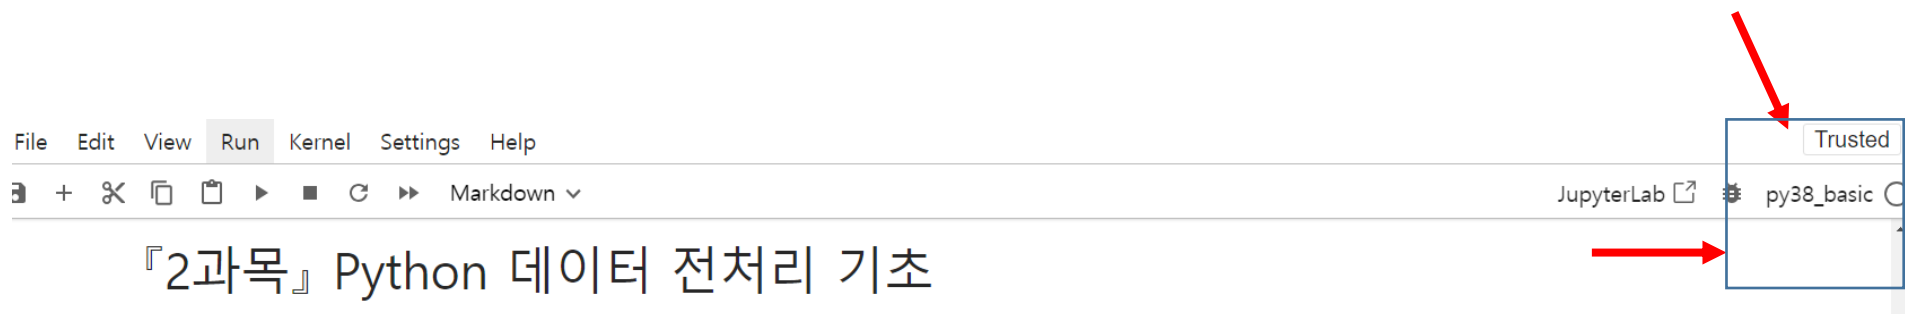 File Edit View Run Kernel Settings Help Trusted
Markdown JupyterLab py38_basic
『2과목』 Python 데이터 전처리 기초